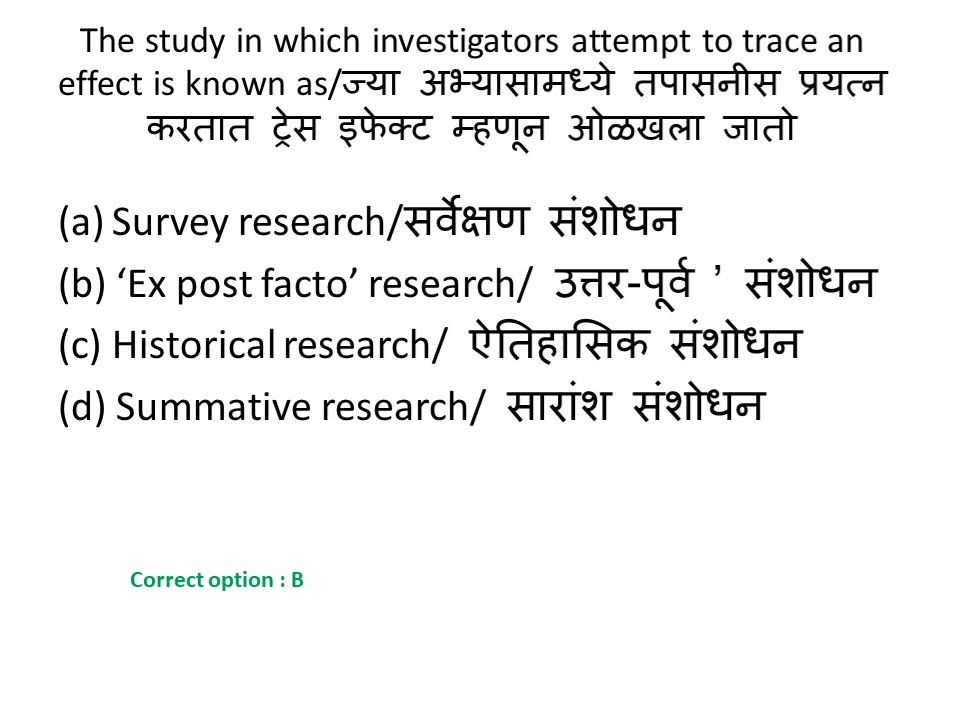 The study in which investigators attempt to trace an
effect is known as/ज्या अभ्यासामध्ये तपासनीस प्रयत्न
करतात ट्रेस इफेक्ट म्हणून ओळखला जातो
(a) Survey research/सर्वेक्षण संशोधन
(b) ‘Ex post facto’ research/ उत्तर-पूर्व ’ संशोधन
(c) Historical research/ ऐतिहासिक संशोधन
(d) Summative research/ सारांश संशोधन
Correct option : B